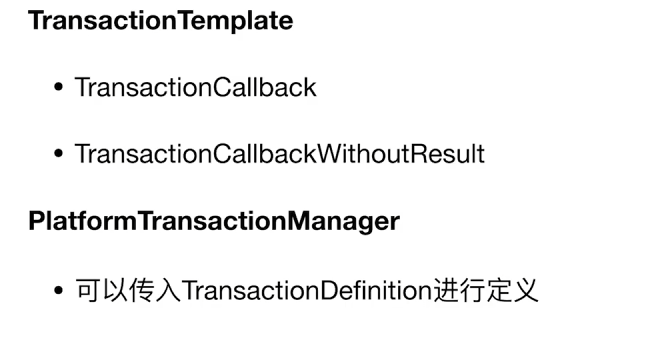 TransactionTemplate
• TransactionCallback
• TransactionCallbackWithoutResult
PlatformTransactionManager
• 可以传入TransactionDefinition进行定义